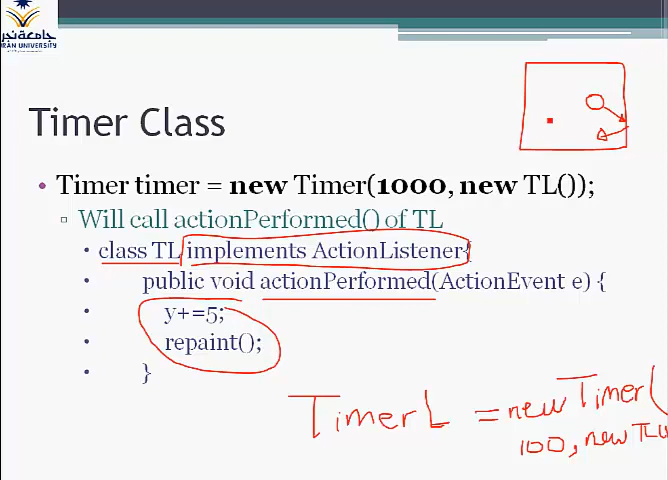 جامعة نجر
RAN UNIVERSITY
Timer Class
• Timer timer = new Timer(1000, new TL());
▫ Will call actionPerformed() of TL
• class TL implements ActionListener{
• public void actionPerformed(ActionEvent e) {
• y+=5;
• repaint();
• }
Timer L = new Timer(
100, new TL